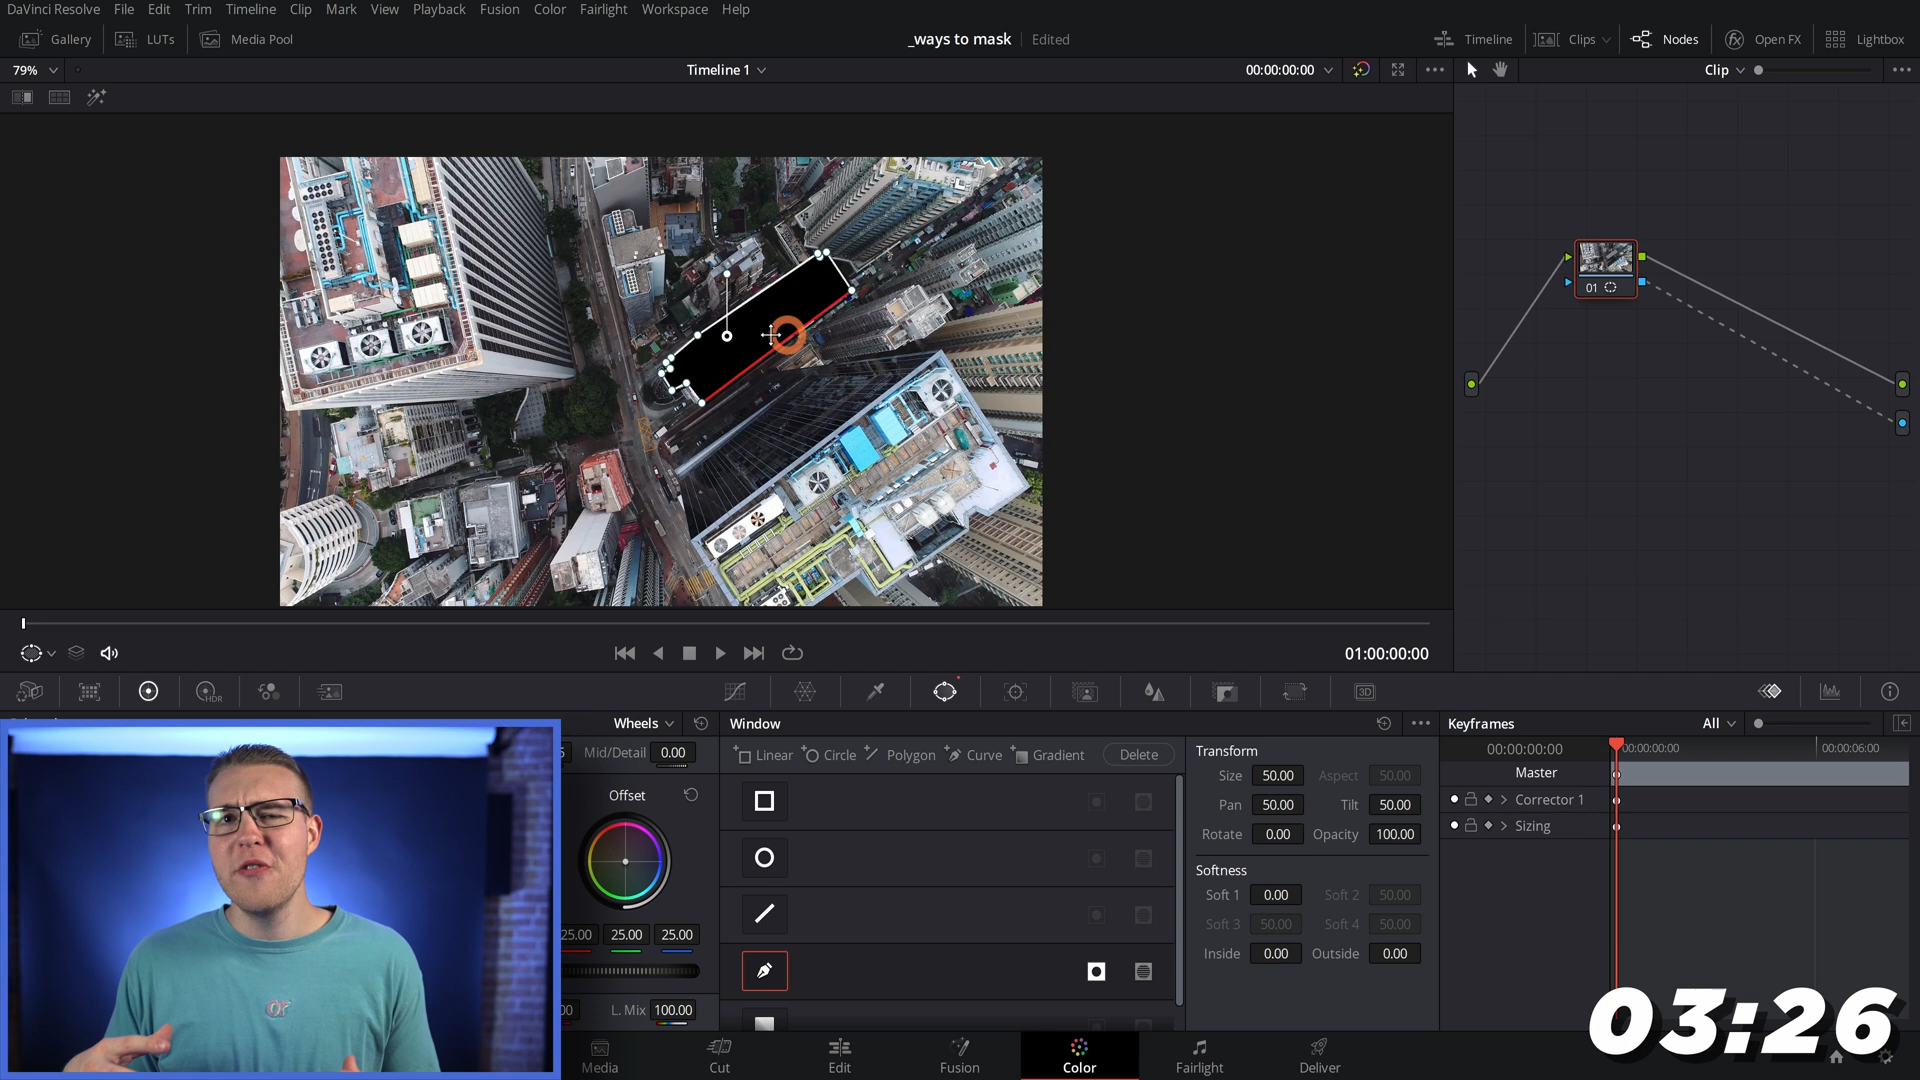 DaVinci Resolve File Edit Trim Timeline Clip Mark View Playback Fusion Color Fairlight Workspace Help
Gallery LUTs Media Pool _ways to mask Edited Timeline Clips Nodes Open FX Lightbox
79% Timeline 1 00:00:00:00 Clip
01
01:00:00:00
HDR 3D
Wheels Window Keyframes All
Mid/Detail 0.00 Linear Circle Polygon Curve Gradient Delete Transform 00:00:00:00 00:00:00:00 00:00:06:00
Size 50.00 Aspect 50.00 Master
Offset Pan 50.00 Tilt 50.00 Corrector 1
Rotate 0.00 Opacity 100.00 Sizing
Softness
Soft 1 0.00 Soft 2 50.00
25.00 25.00 25.00 Soft 3 50.00 Soft 4 50.00
Inside 0.00 Outside 0.00
L. Mix 100.00
03:26
Media Cut Edit Fusion Color Fairlight Deliver